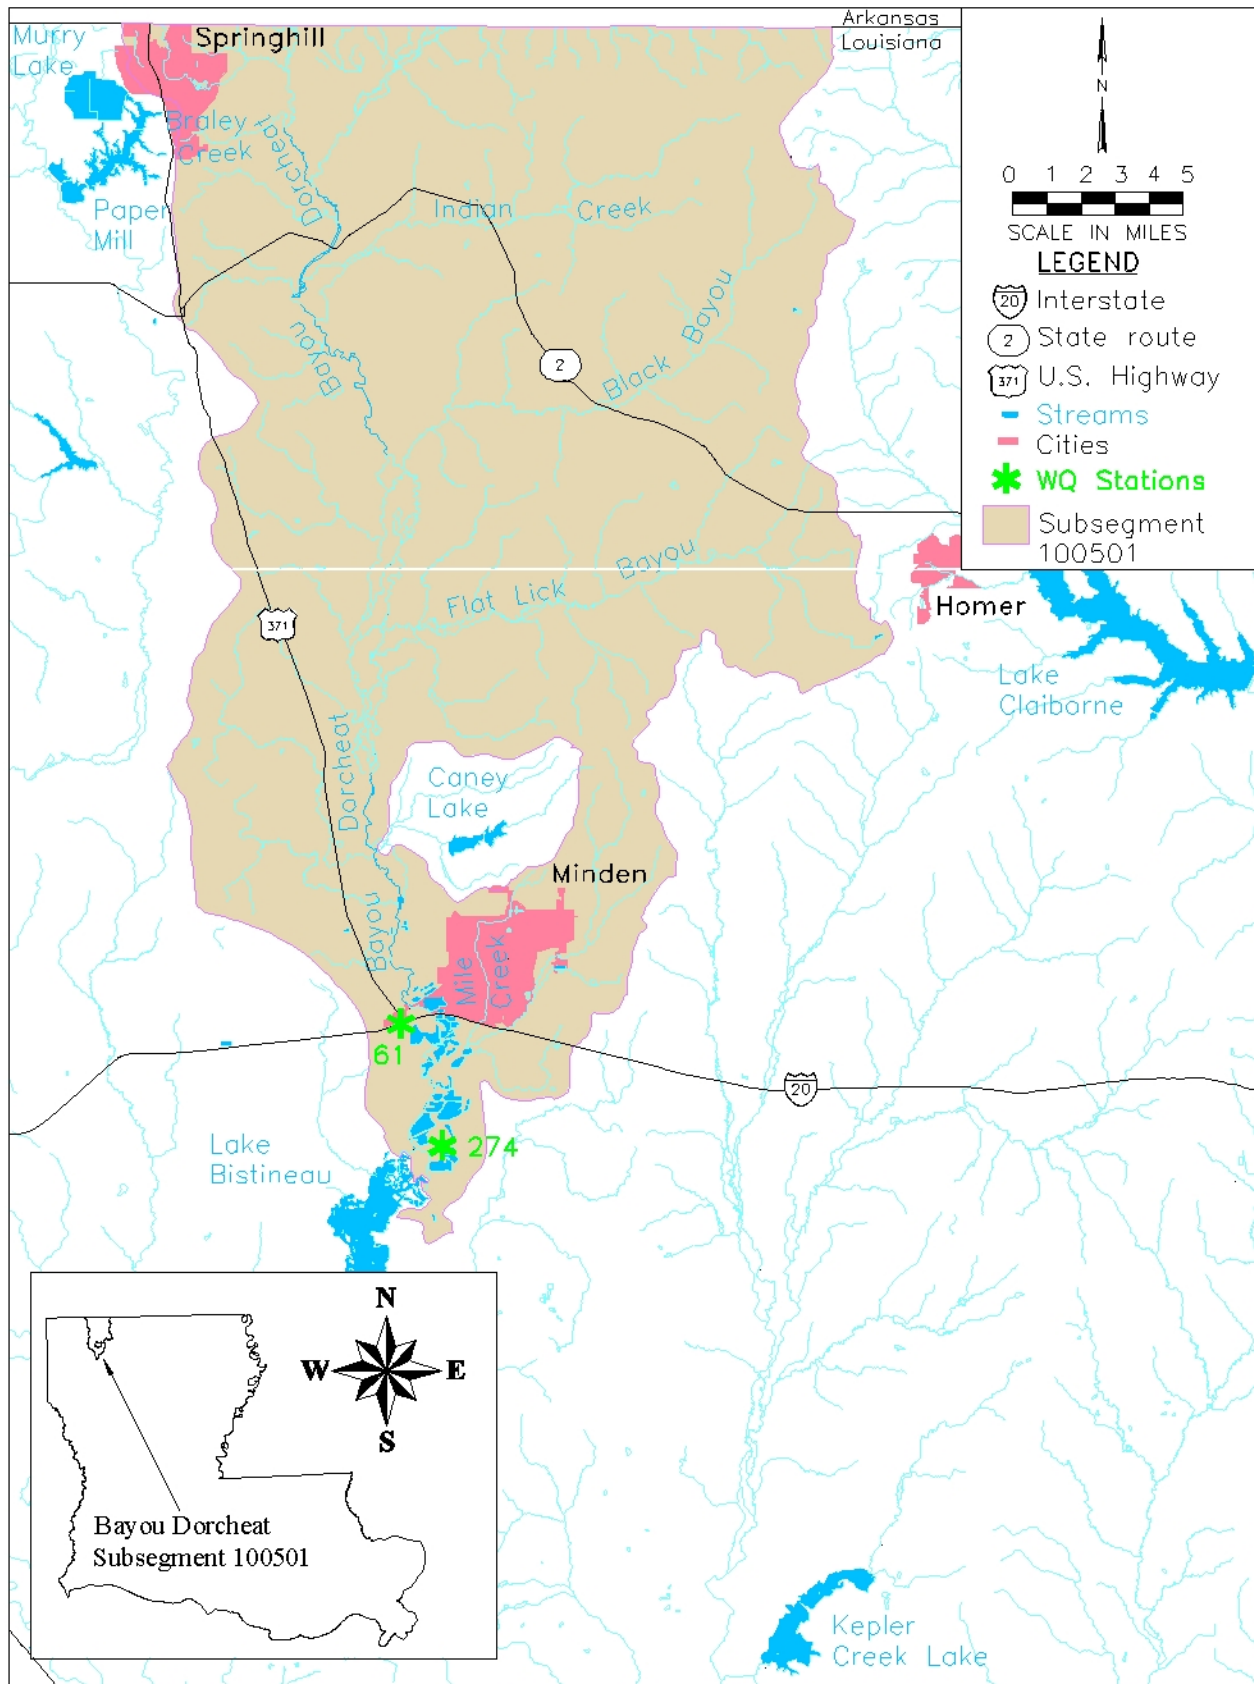 Arkansas
Louisiana
Murry
Lake
Springhill
Braley
Creek
Paper
Mill
Dorcheat
Bayou
Indian Creek
Black Bayou
2
Flat Lick Bayou
371
Dorcheat
Bayou
Caney
Lake
Minden
Mile
Creek
61
20
274
Lake
Bistineau
Homer
Lake
Claiborne
Kepler
Creek Lake
N
0 1 2 3 4 5
SCALE IN MILES
LEGEND
20 Interstate
2 State route
371 U.S. Highway
Streams
Cities
WQ Stations
Subsegment
100501
N
W E
S
Bayou Dorcheat
Subsegment 100501